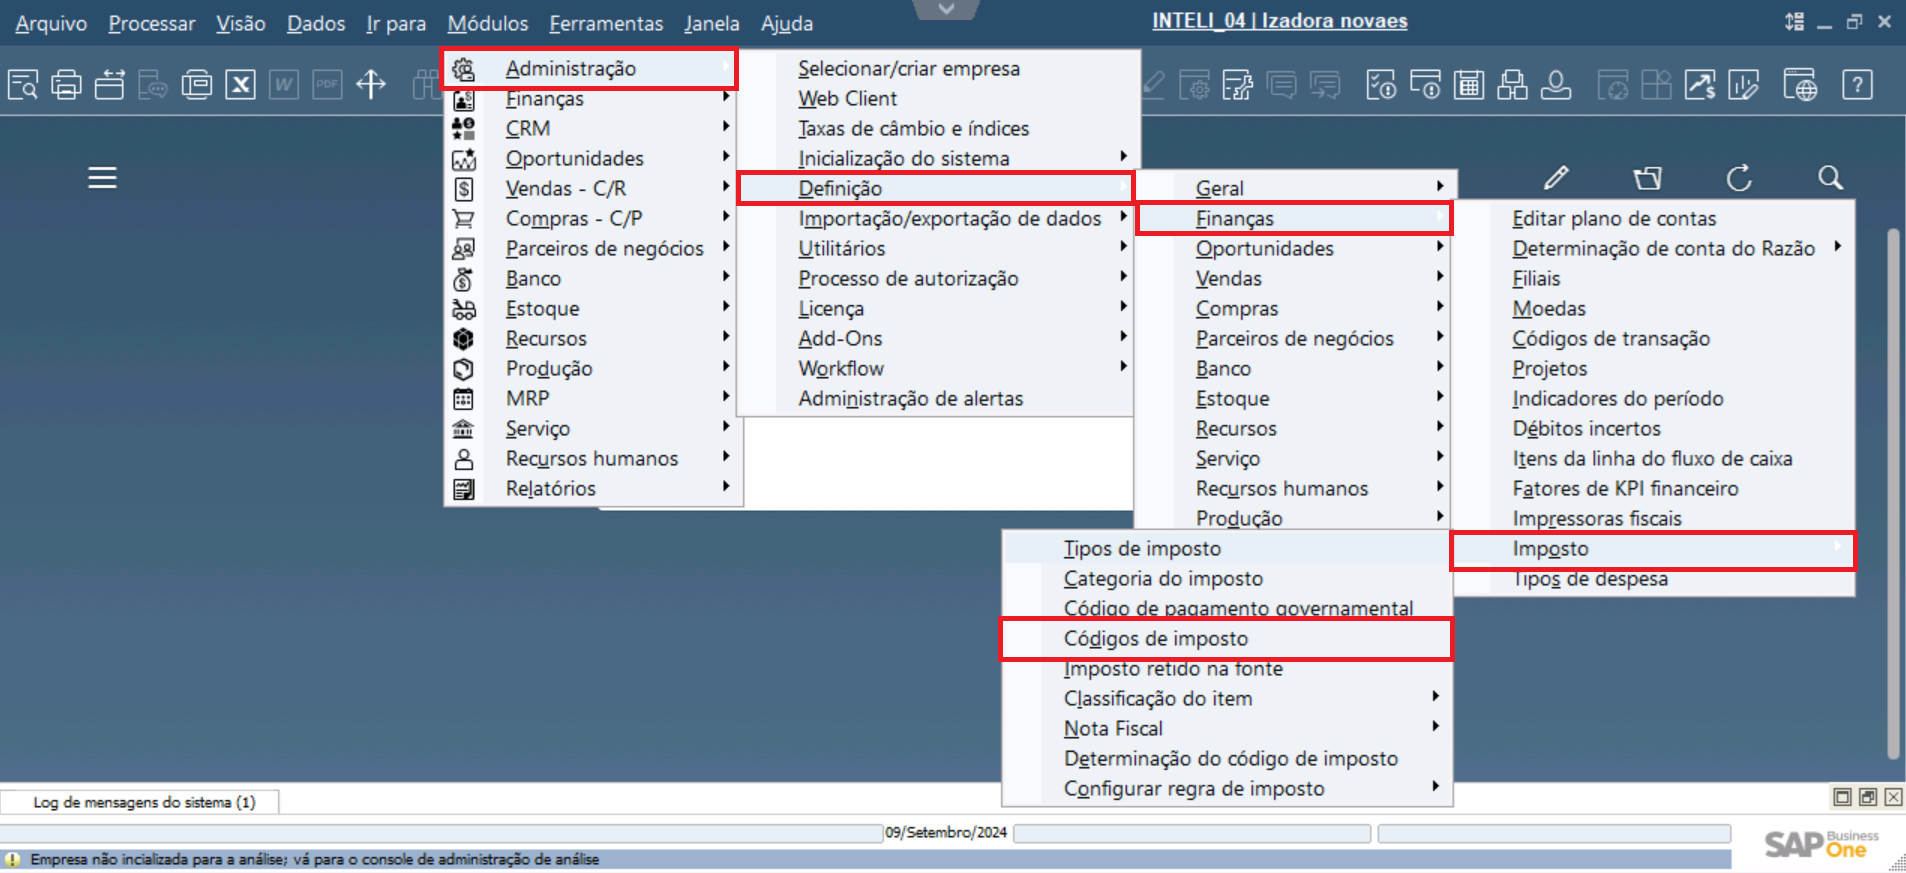 Arquivo Processar Visão Dados Ir para Módulos Ferramentas Janela Ajuda
INTELI_04 | Izadora novaes
Administração
Finanças
CRM
Oportunidades
Vendas - C/R
Compras - C/P
Parceiros de negócios
Banco
Estoque
Recursos
Produção
MRP
Serviço
Recursos humanos
Relatórios
Selecionar/criar empresa
Web Client
Taxas de câmbio e índices
Inicialização do sistema
Definição
Importação/exportação de dados
Utilitários
Processo de autorização
Licença
Add-Ons
Workflow
Administração de alertas
Geral
Finanças
Oportunidades
Vendas
Compras
Parceiros de negócios
Banco
Estoque
Recursos
Serviço
Recursos humanos
Produção
Editar plano de contas
Determinação de conta do Razão
Filiais
Moedas
Códigos de transação
Projetos
Indicadores do período
Débitos incertos
Itens da linha do fluxo de caixa
Fatores de KPI financeiro
Impressoras fiscais
Imposto
Tipos de despesa
Tipos de imposto
Categoria do imposto
Código de pagamento governamental
Códigos de imposto
Imposto retido na fonte
Classificação do item
Nota Fiscal
Determinação do código de imposto
Configurar regra de imposto
Log de mensagens do sistema (1)
09/Setembro/2024
Empresa não incializada para a análise; vá para o console de administração de análise
SAP Business One